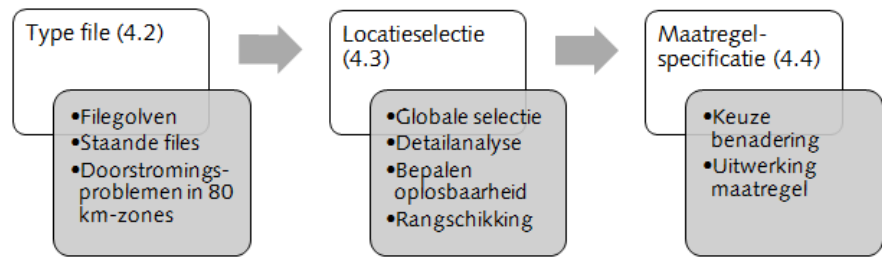 Type file (4.2)
•Filegolven
•Staande files
•Doorstromings-
problemen in 80
km-zones
Locatieselectie
(4.3)
•Globale selectie
•Detailanalyse
•Bepalen
oplosbaarheid
•Rangschikking
Maatregel-
specificatie (4.4)
•Keuze
benadering
•Uitwerking
maatregel